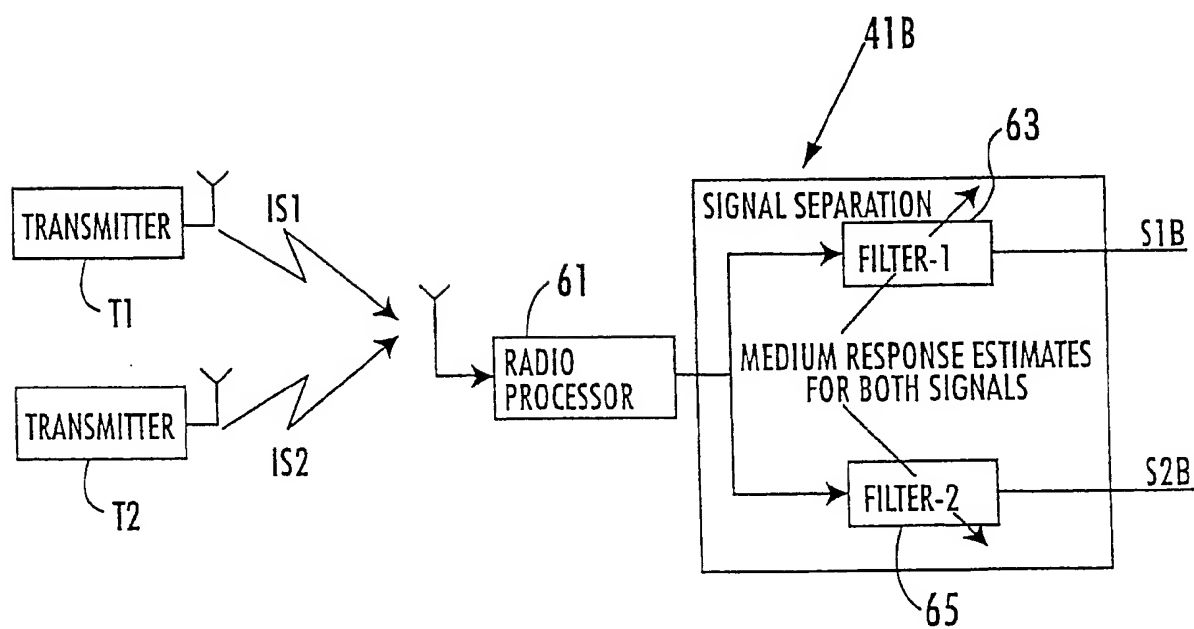 41B
63
SIGNAL SEPARATION
TRANSMITTER
IS1
S1B
FILTER-1
T1
61
RADIO
PROCESSOR
MEDIUM RESPONSE ESTIMATES
FOR BOTH SIGNALS
TRANSMITTER
IS2
S2B
FILTER-2
T2
65